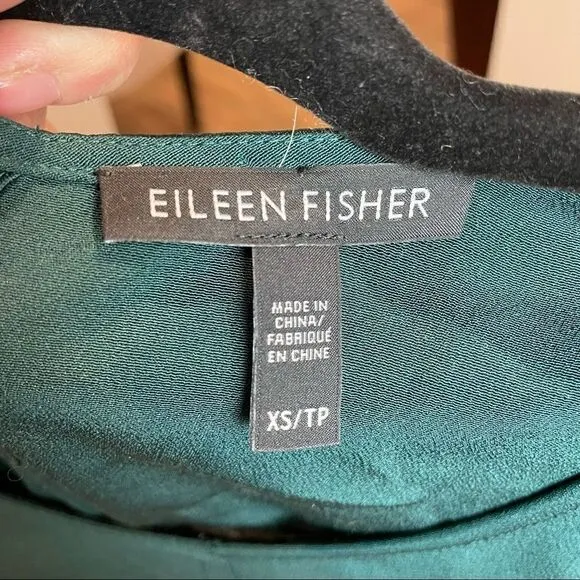 EILEEN FISHER
MADE IN
CHINA/
FABRIQUÉ
EN CHINE
XS/TP